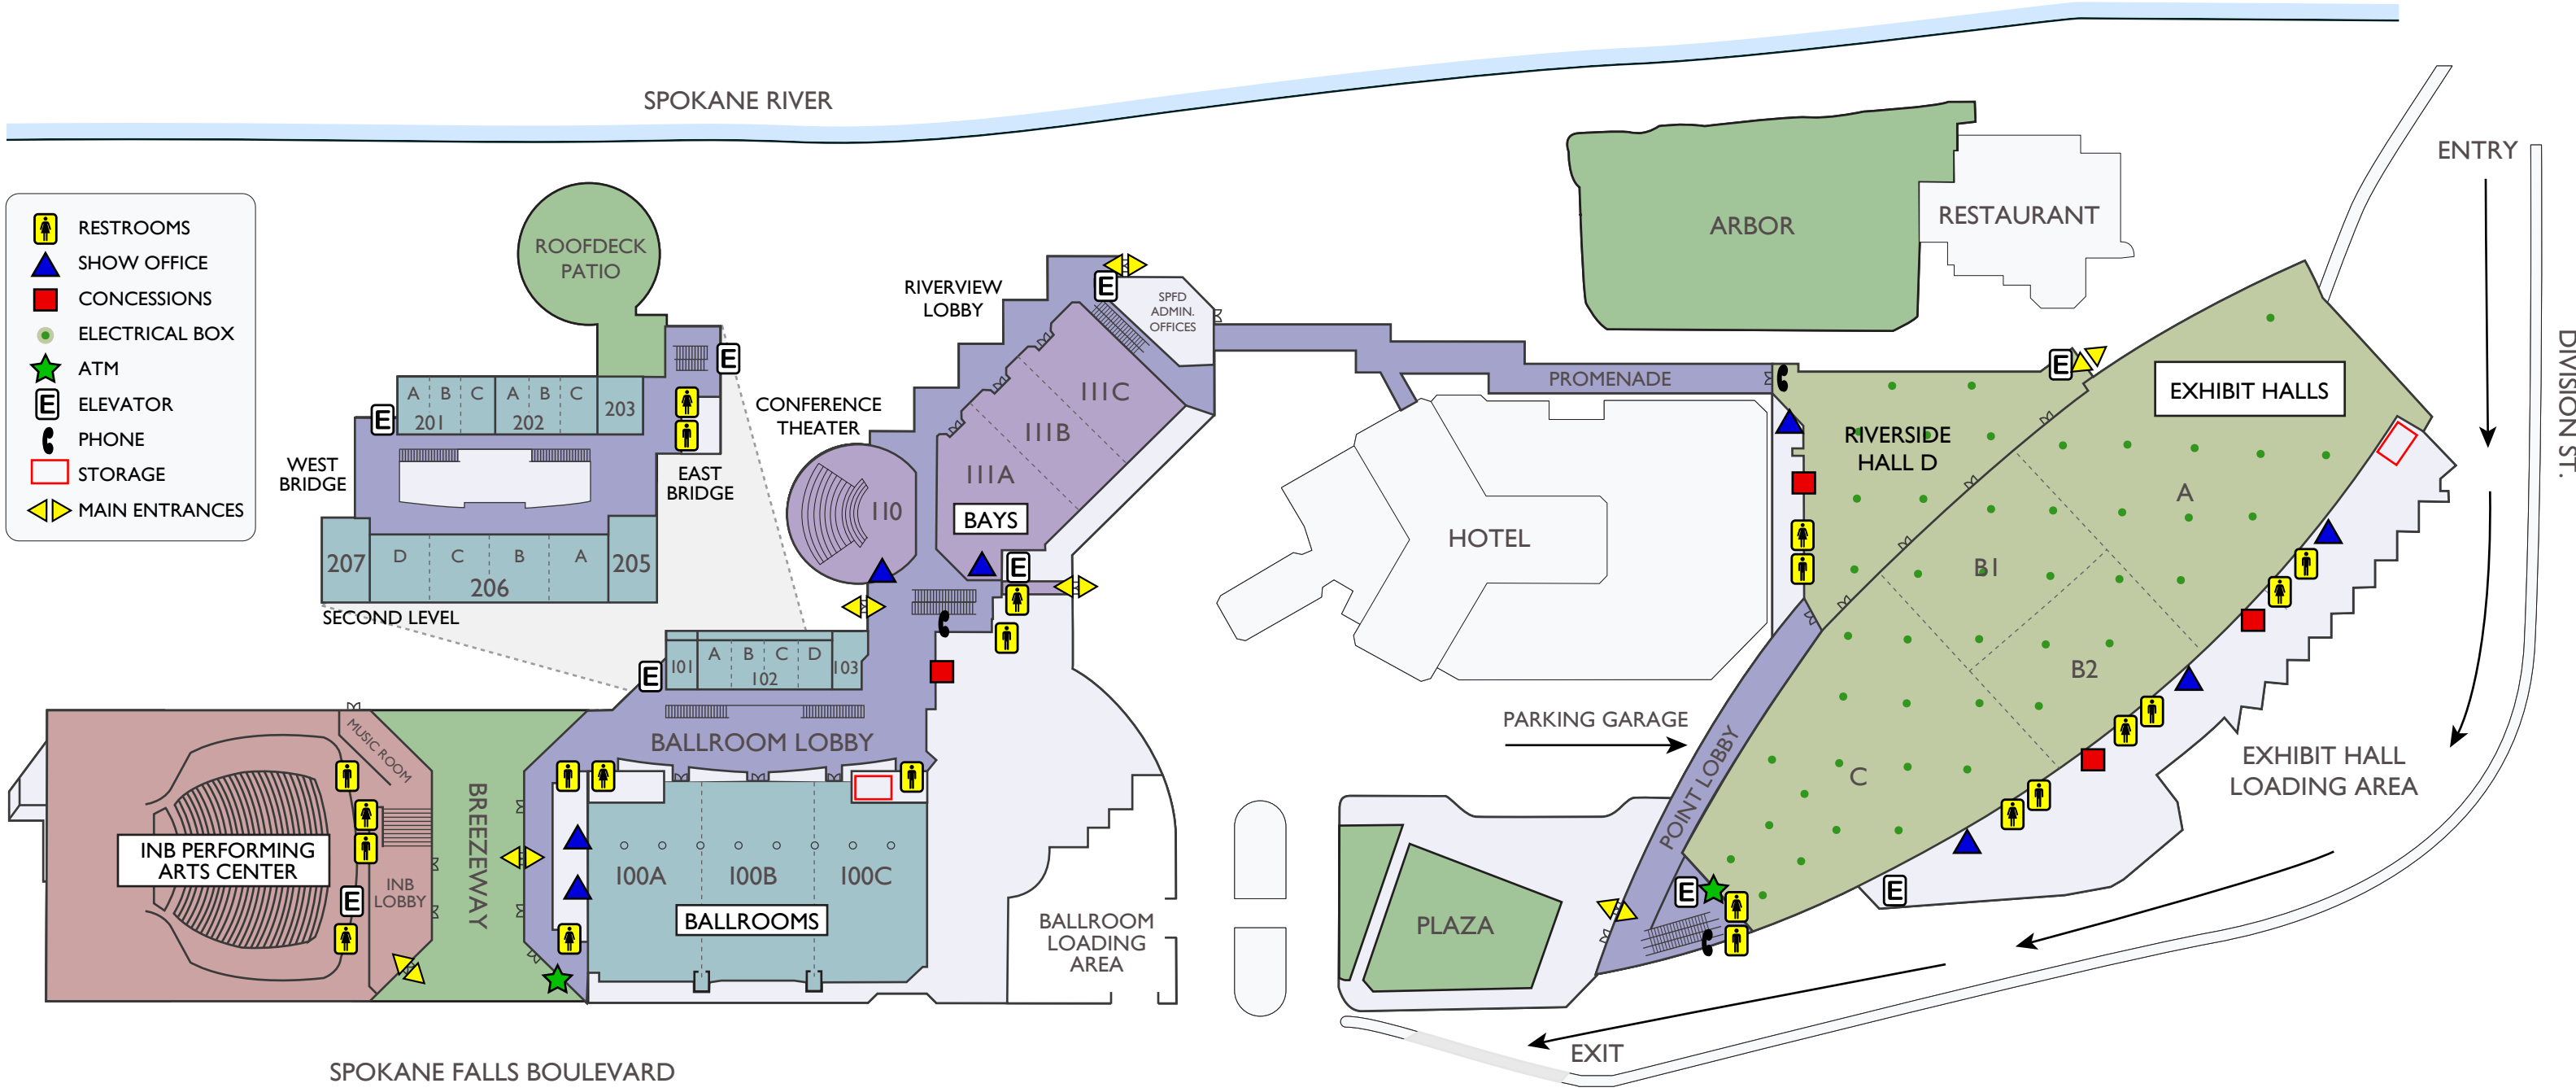 SPOKANE RIVER
ENTRY
DIVISION ST.
RESTROOMS
SHOW OFFICE
CONCESSIONS
ELECTRICAL BOX
ATM
E ELEVATOR
PHONE
STORAGE
MAIN ENTRANCES
ROOFDECK
PATIO
E
E
A B C A B C
201 202 203
WEST
BRIDGE
EAST
BRIDGE
207 D C B A 205
206
SECOND LEVEL
RIVERVIEW
LOBBY
E
SPFD
ADMIN.
OFFICES
CONFERENCE
THEATER
IIIC
IIIB
IIIA
BAYS
110
E
E
101 A B C D 103
102
BALLROOM LOBBY
MUSIC ROOM
INB PERFORMING
ARTS CENTER
E
INB
LOBBY
BREEZEWAY
100A 100B 100C
BALLROOMS
BALLROOM
LOADING
AREA
ARBOR
RESTAURANT
PROMENADE
HOTEL
E
EXHIBIT HALLS
RIVERSIDE
HALL D
A
B1
B2
C
PARKING GARAGE
POINT LOBBY
EXHIBIT HALL
LOADING AREA
E
E
PLAZA
EXIT
SPOKANE FALLS BOULEVARD